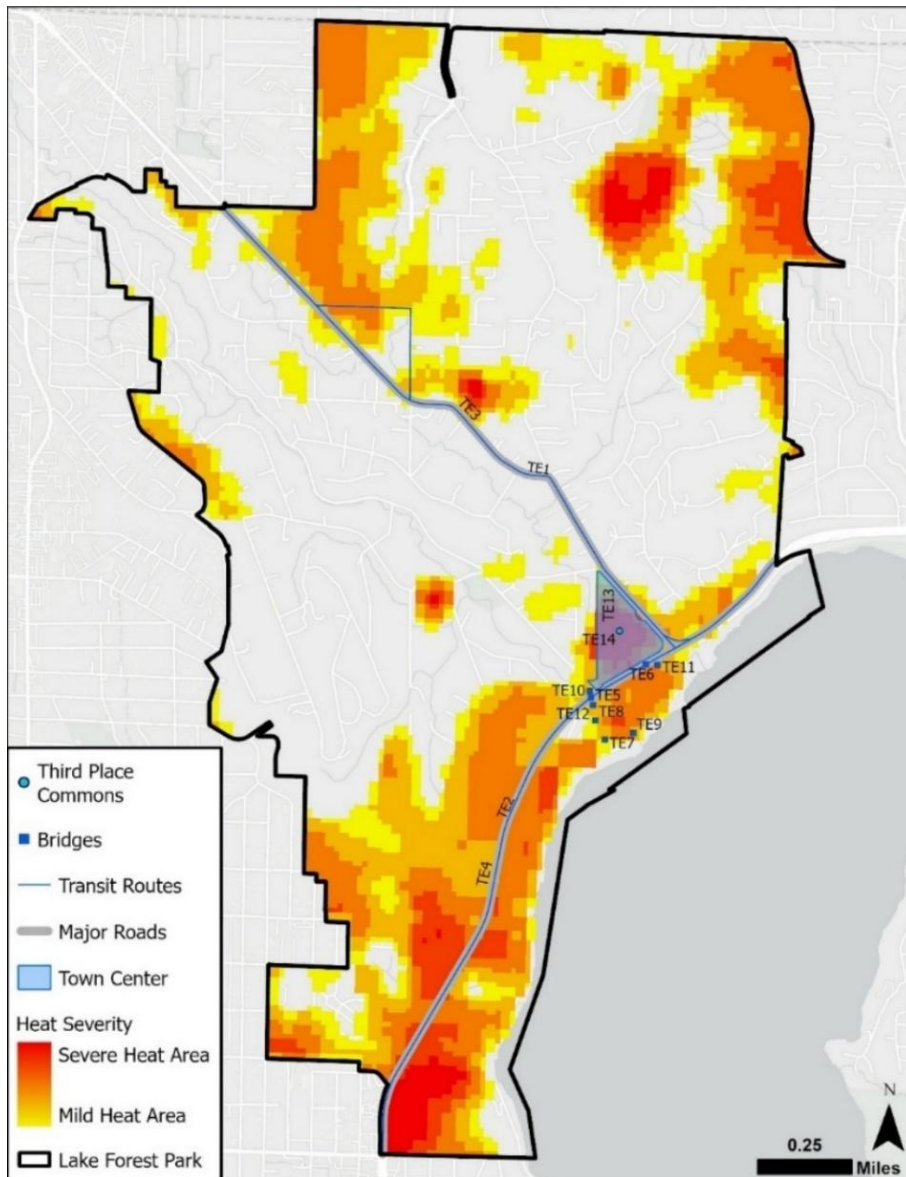 TE3
TE1
TE13
TE14
TE6
TE11
TE10
TE5
TE12
TE8
TE9
TE7
TE2
TE4
Third Place
Commons
Bridges
Transit Routes
Major Roads
Town Center
Heat Severity
Severe Heat Area
Mild Heat Area
Lake Forest Park
N
0.25
Miles